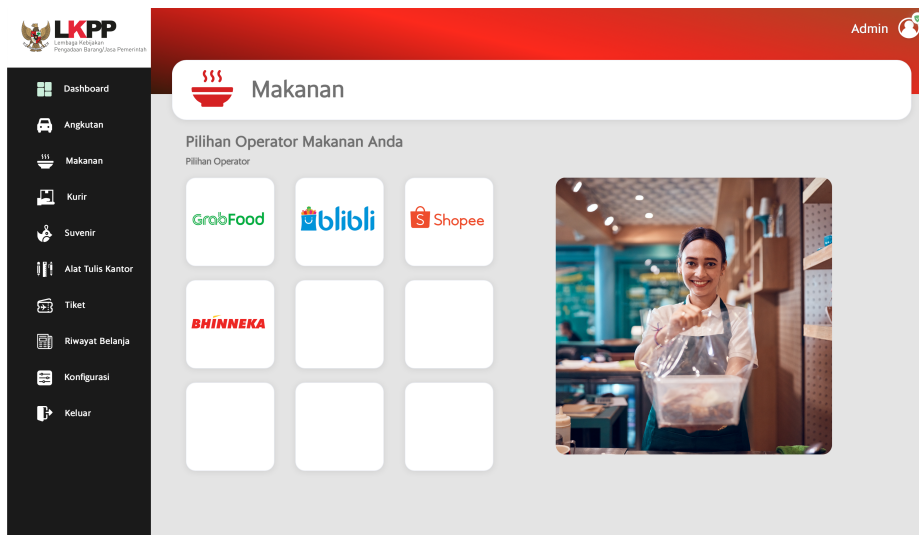 LKPP
Lembaga Kebijakan
Pengadaan Barang/Jasa Pemerintah
Admin
Dashboard
Angkutan
Makanan
Kurir
Suvenir
Alat Tulis Kantor
Tiket
Riwayat Belanja
Konfigurasi
Keluar
Makanan
Pilihan Operator Makanan Anda
Pilihan Operator
GrabFood
blibli
S Shopee
BHINNEKA